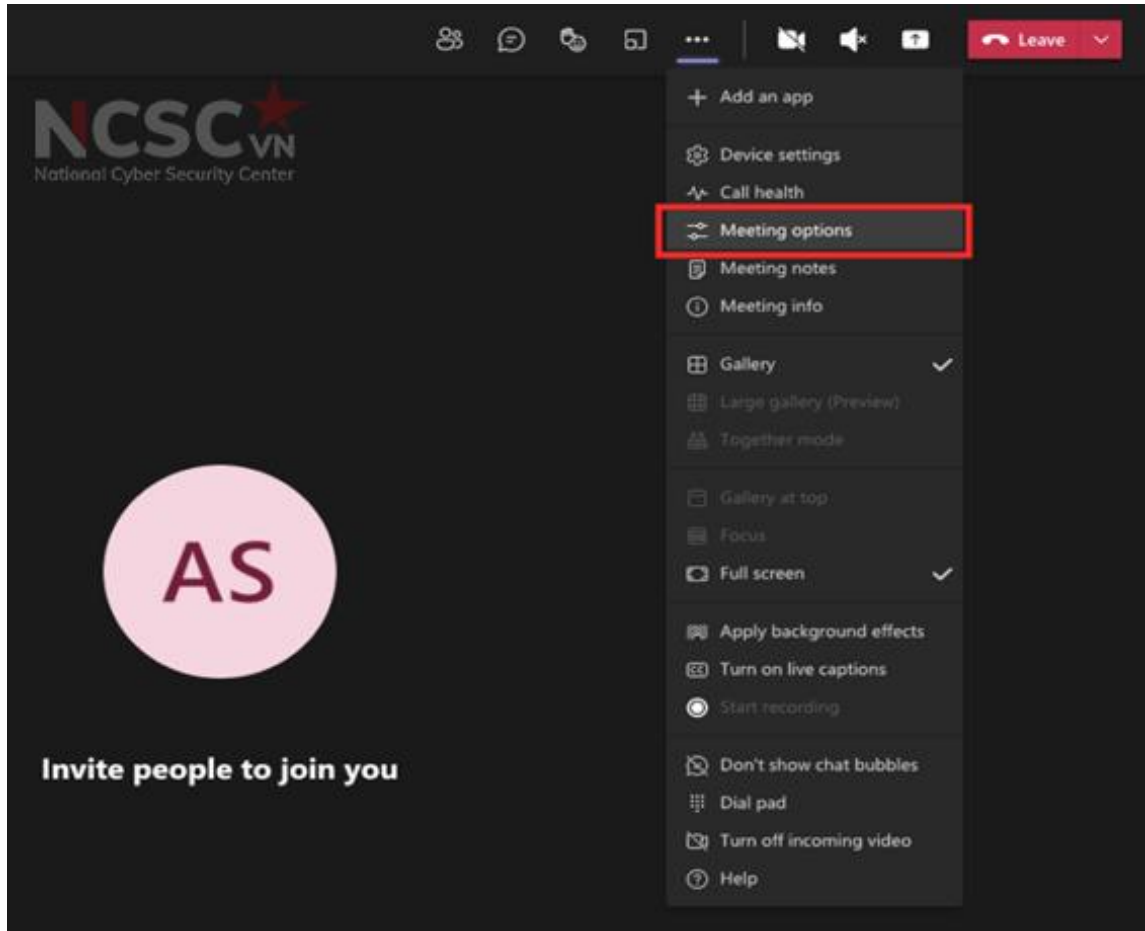 Leave
NCSC VN
National Cyber Security Center
+ Add an app
Device settings
Call health
Meeting options
Meeting notes
Meeting info
Gallery
Large gallery (Preview)
Together mode
Gallery at top
Focus
Full screen
Apply background effects
CC Turn on live captions
Start recording
Don't show chat bubbles
Dial pad
Turn off incoming video
Help
AS
Invite people to join you